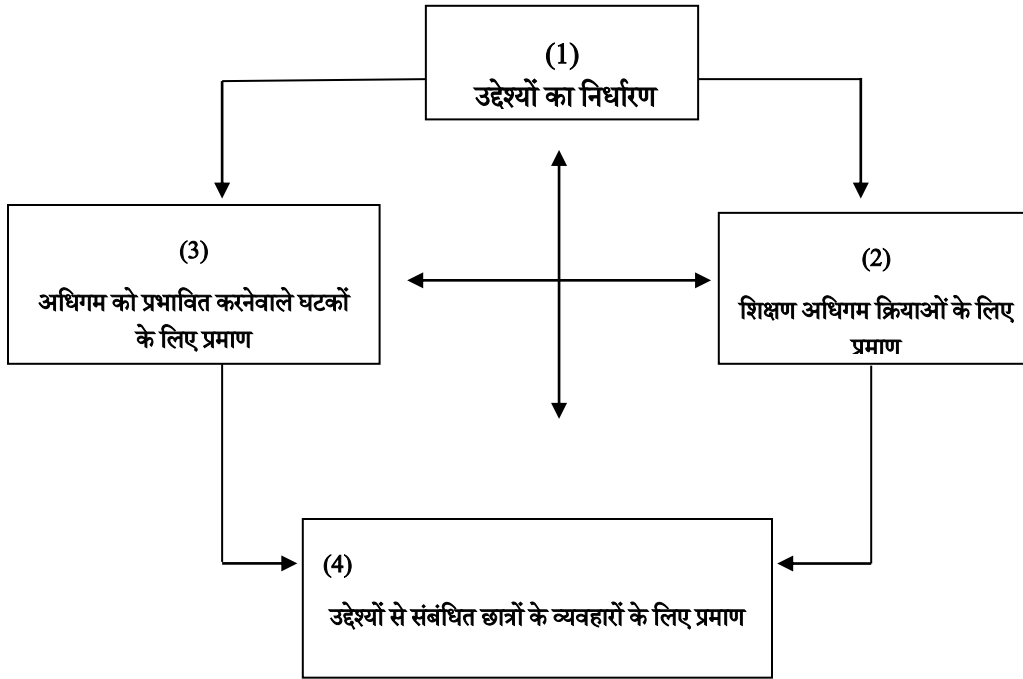 (1)
उद्देश्यों का निर्धारण
(3)
अधिगम को प्रभावित करनेवाले घटकों
के लिए प्रमाण
(2)
शिक्षण अधिगम क्रियाओं के लिए
प्रमाण
(4)
उद्देश्यों से संबंधित छात्रों के व्यवहारों के लिए प्रमाण